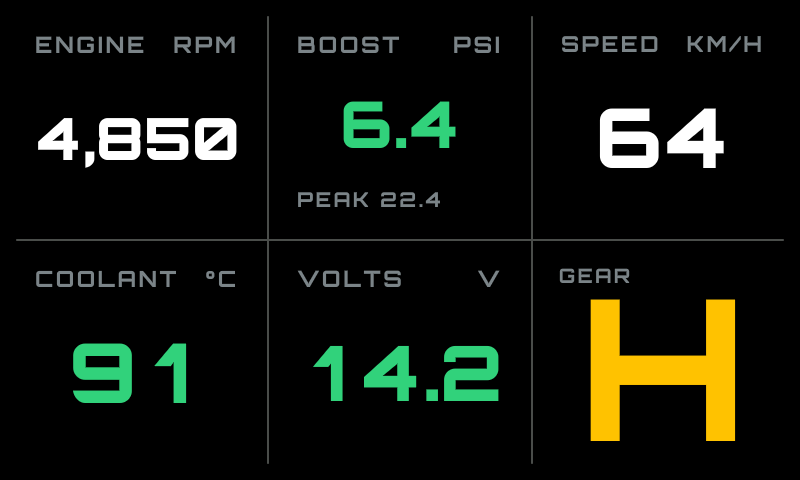 ENGINE RPM
4,850
BOOST PSI
6.4
PEAK 22.4
SPEED KM/H
64
COOLANT °C
91
VOLTS V
14.2
GEAR
H